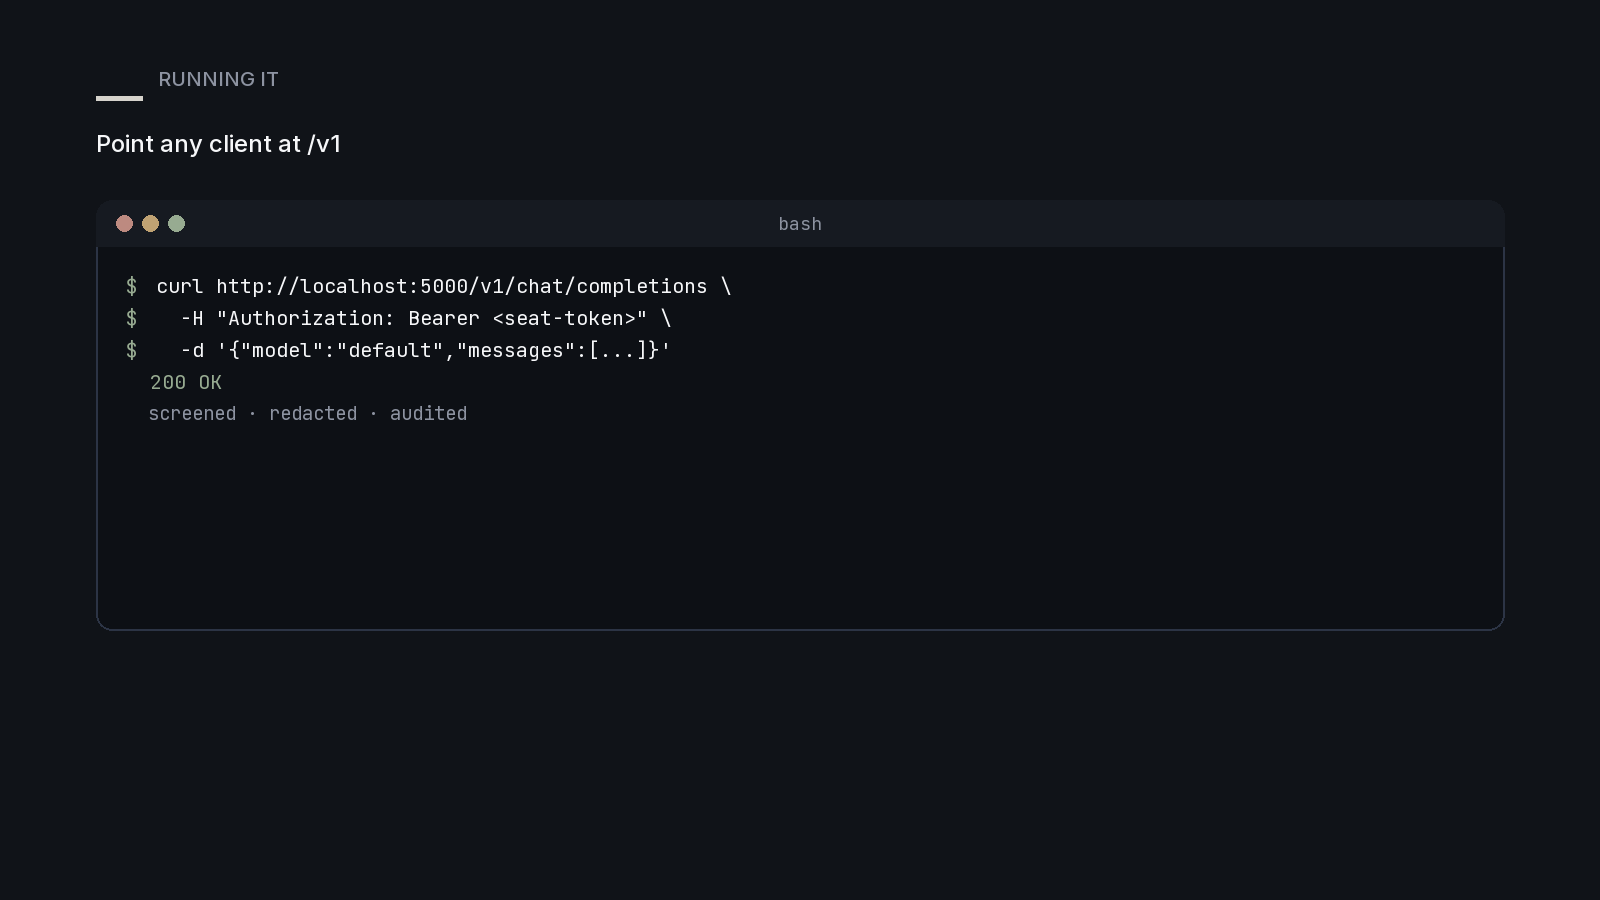 RUNNING IT
Point any client at /v1
bash
$ curl http://localhost:5000/v1/chat/completions \
$   -H "Authorization: Bearer <seat-token>" \
$   -d '{"model":"default","messages":[...]}'
200 OK
screened · redacted · audited